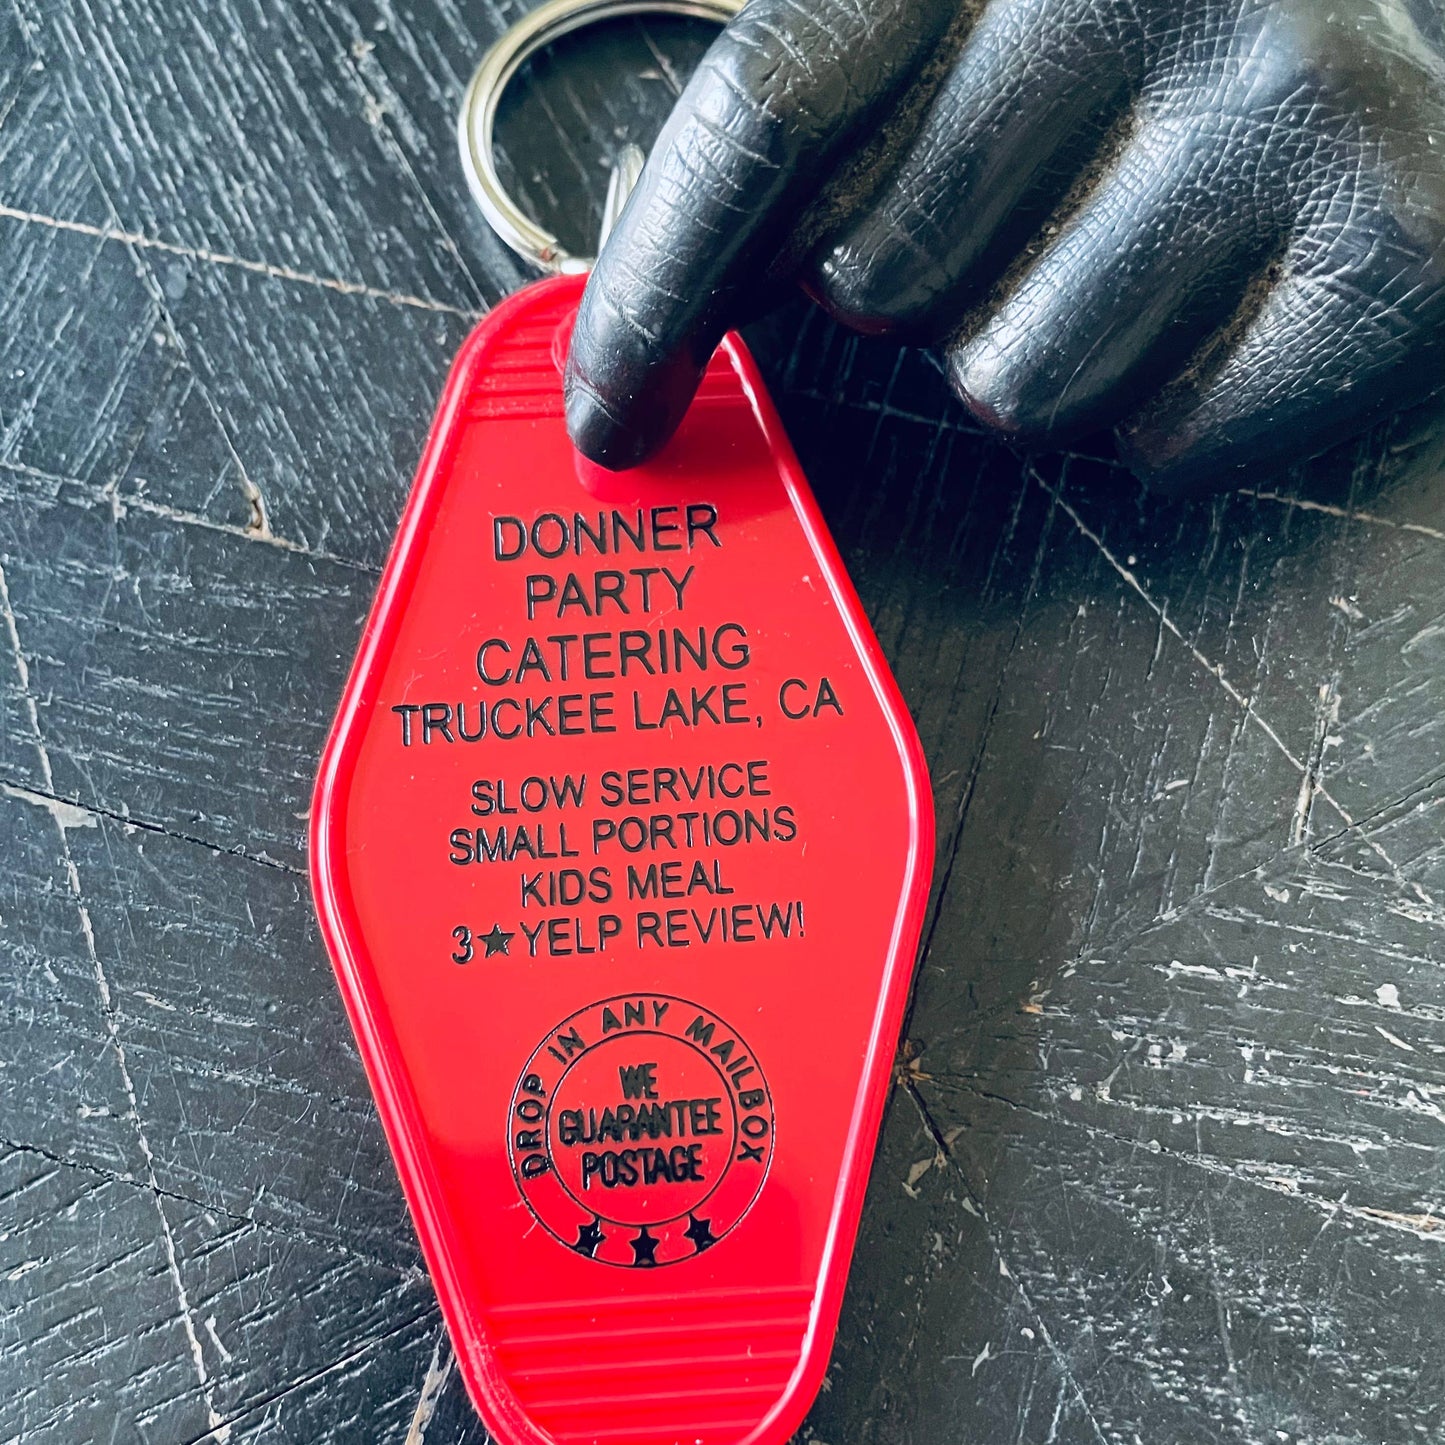 DONNER
PARTY
CATERING
TRUCKEE LAKE, CA
SLOW SERVICE
SMALL PORTIONS
KIDS MEAL
3★YELP REVIEW!
DROP IN ANY MAILBOX
WE
GUARANTEE
POSTAGE